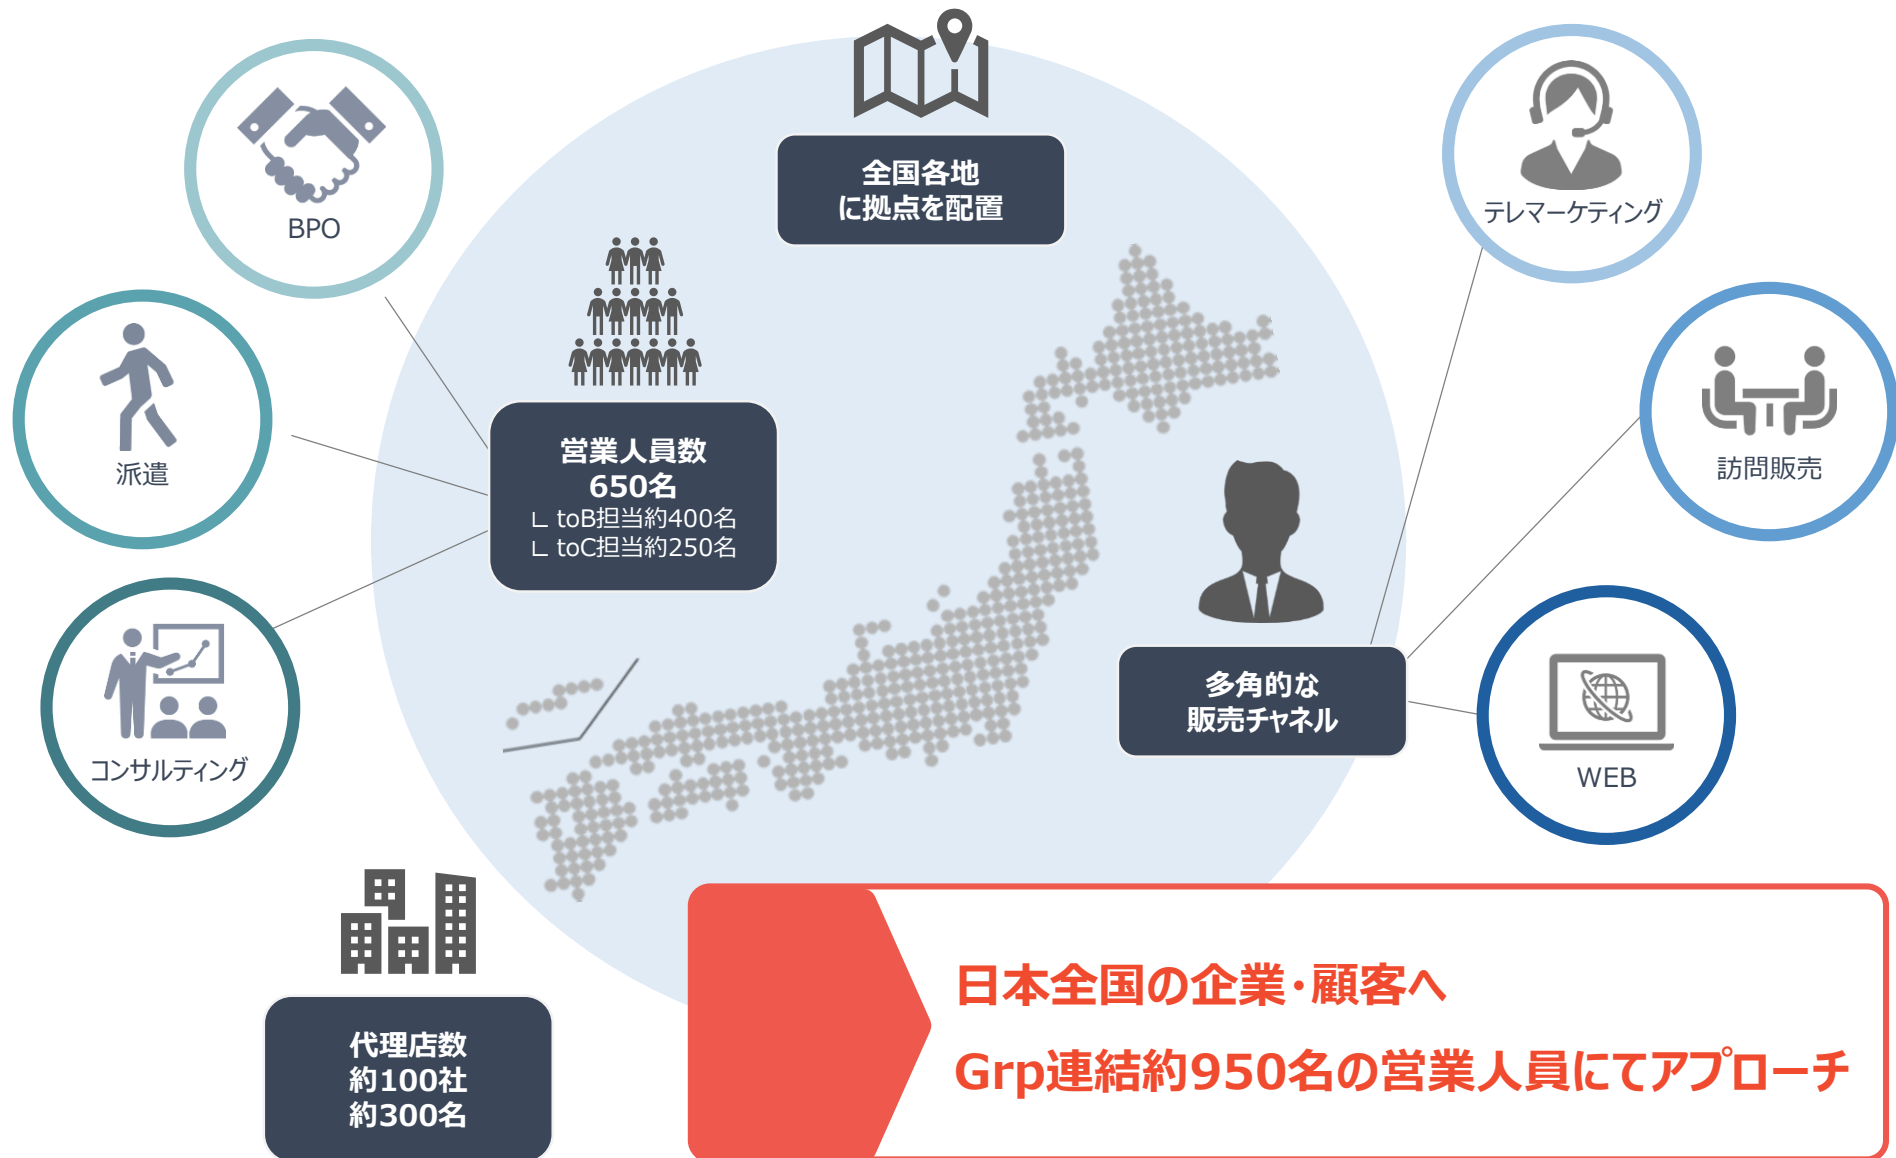 全国各地
に拠点を配置
BPO
派遣
コンサルティング
営業人員数
650名
∟ toB担当約400名
∟ toC担当約250名
テレマーケティング
訪問販売
WEB
多角的な
販売チャネル
代理店数
約100社
約300名
日本全国の企業・顧客へ
Grp連結約950名の営業人員にてアプローチ